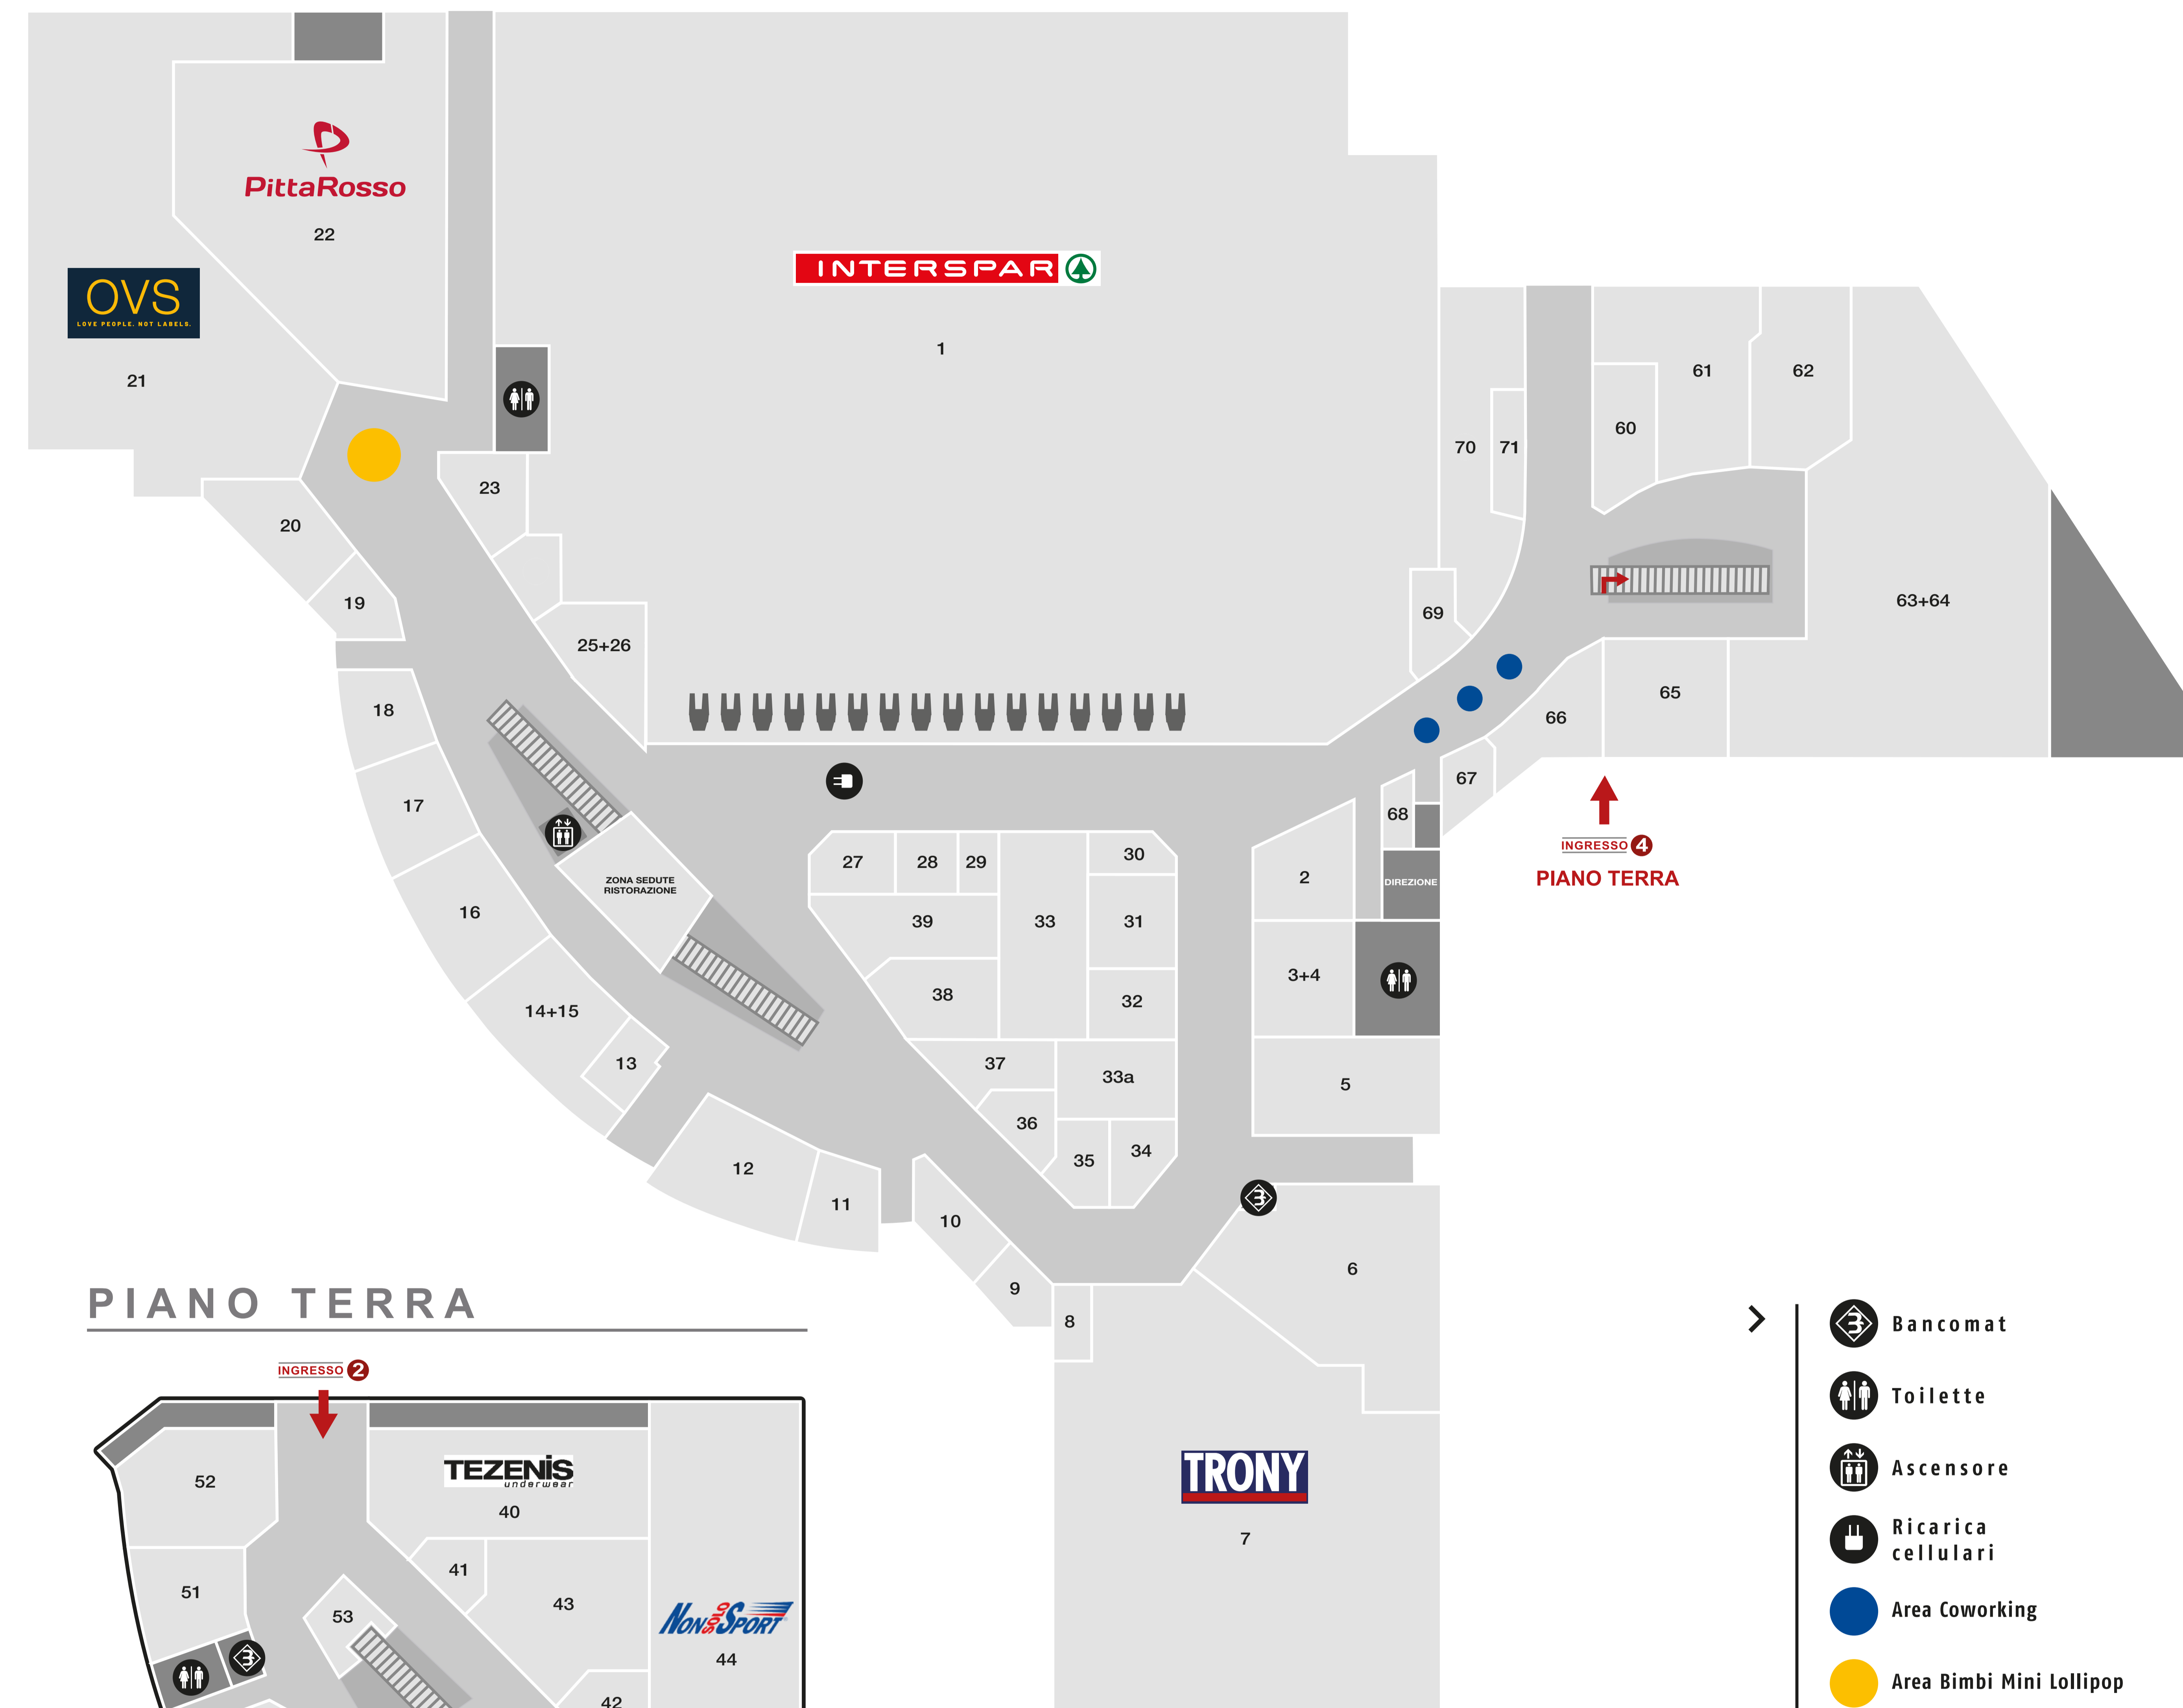 PittaRosso
22
OVS
LOVE PEOPLE. NOT LABELS.
21
INTERSPAR
1
23
20
19
25+26
18
17
16
14+15
13
12
11
10
9
8
ZONA SEDUTE
RISTORAZIONE
27
28
29
30
39
33
31
38
32
37
33a
36
35
34
2
3+4
5
6
68
DIREZIONE
67
66
65
69
70
71
60
61
62
63+64
INGRESSO 4
PIANO TERRA
TRONY
7
PIANO TERRA
INGRESSO 2
52
TEZENIS
underwear
40
51
41
43
53
NON SOLO SPORT
44
42
Bancomat
Toilette
Ascensore
Ricarica
cellulari
Area Coworking
Area Bimbi Mini Lollipop